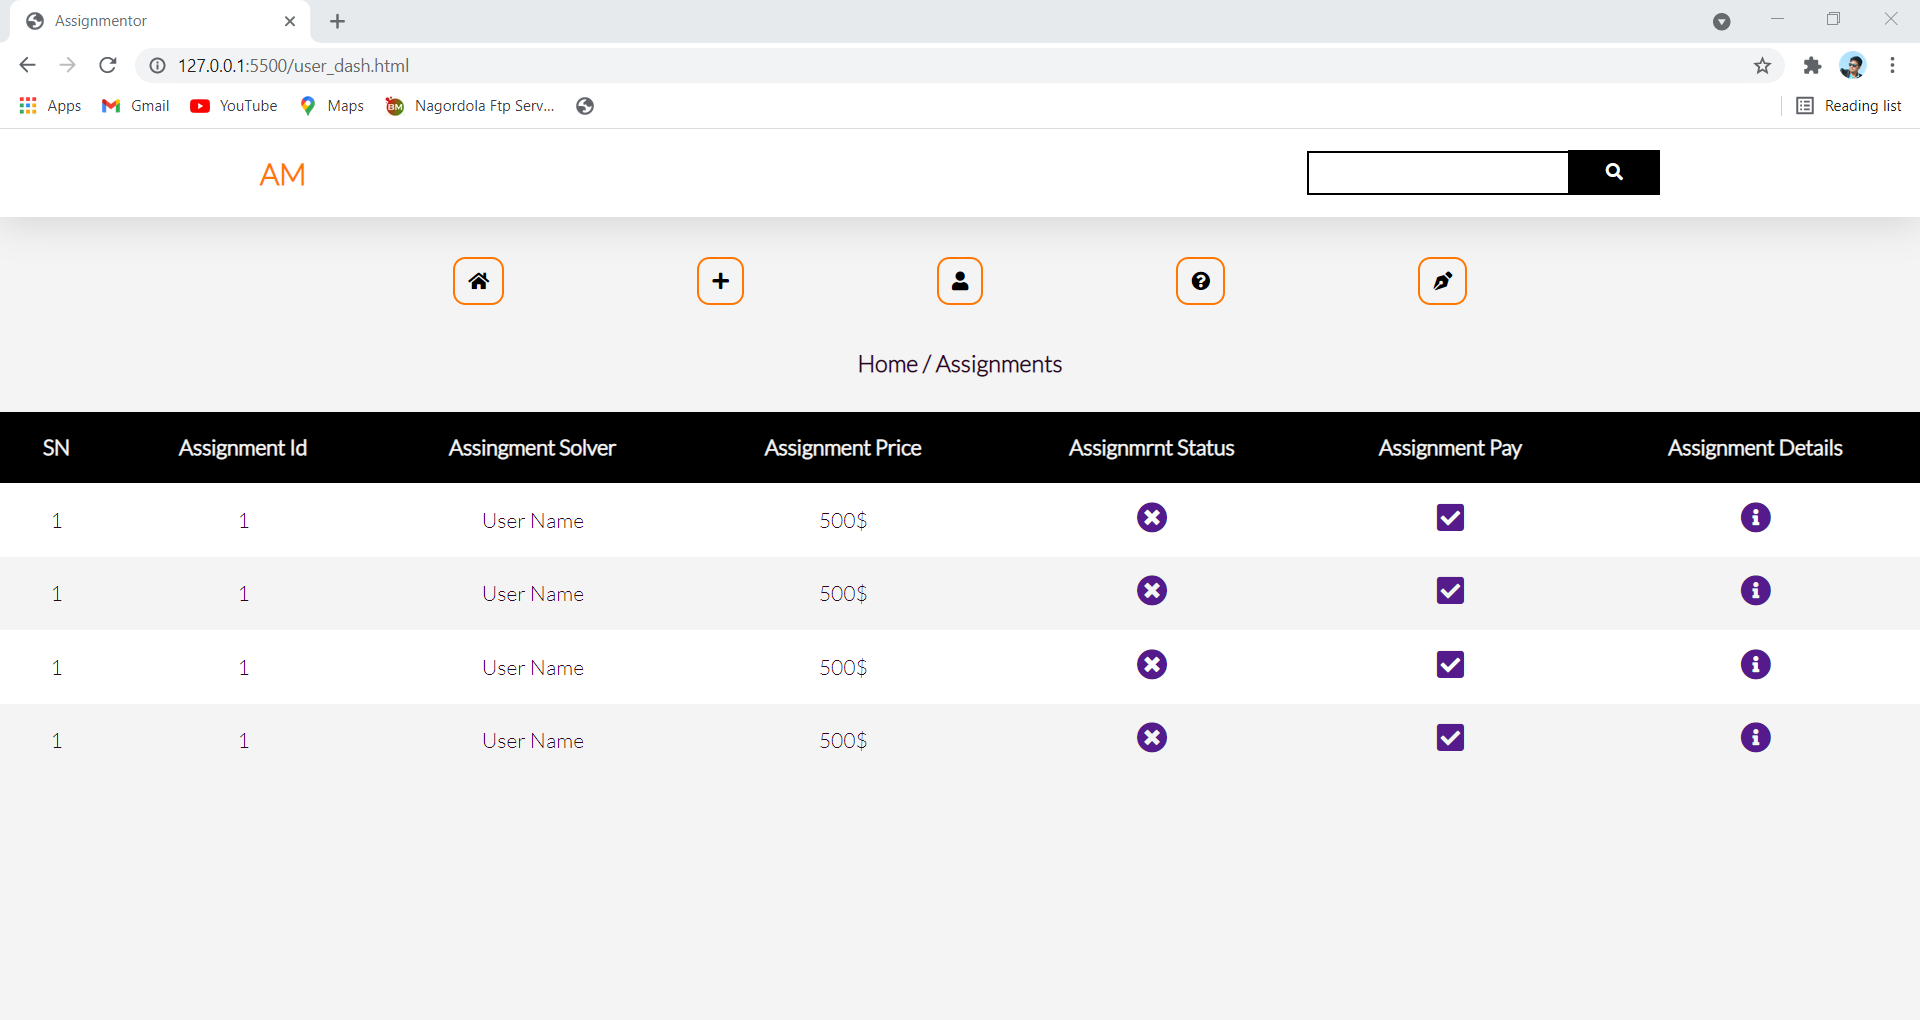 Assignmentor
127.0.0.1:5500/user_dash.html
Apps Gmail YouTube Maps Nagordola Ftp Serv... Reading list
AM
Home / Assignments
SN Assignment Id Assingment Solver Assignment Price Assignmrnt Status Assignment Pay Assignment Details
1 1 User Name 500$
1 1 User Name 500$
1 1 User Name 500$
1 1 User Name 500$